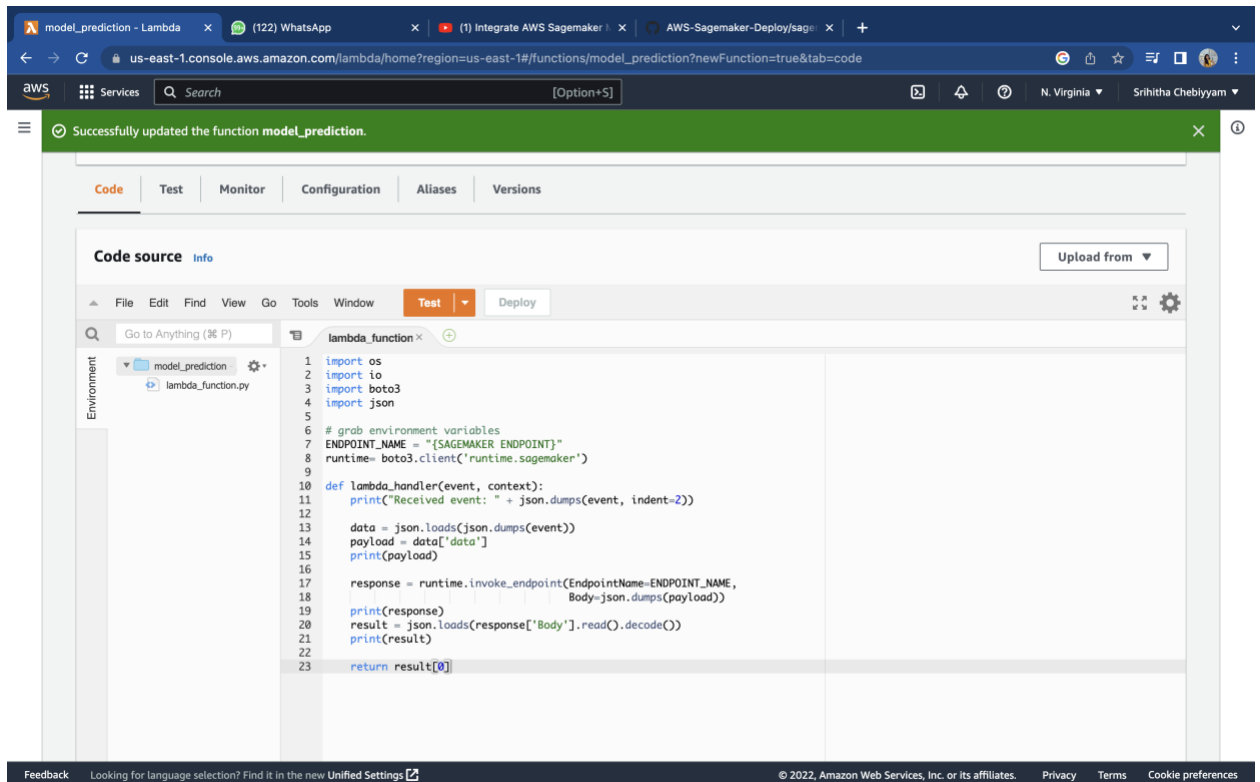 model_prediction - Lambda
(122) WhatsApp
(1) Integrate AWS Sagemaker
AWS-Sagemaker-Deploy/sage
us-east-1.console.aws.amazon.com/lambda/home?region=us-east-1#/functions/model_prediction?newFunction=true&tab=code
aws
Services
Search
[Option+S]
N. Virginia
Srihitha Chebiyyam
Successfully updated the function model_prediction.
Code
Test
Monitor
Configuration
Aliases
Versions
Code source Info
Upload from
File Edit Find View Go Tools Window
Test
Deploy
Go to Anything (⌘ P)
lambda_function
Environment
model_prediction
lambda_function.py
1 import os
2 import io
3 import boto3
4 import json
5
6 # grab environment variables
7 ENDPOINT_NAME = "{SAGEMAKER ENDPOINT}"
8 runtime= boto3.client('runtime.sagemaker')
9
10 def lambda_handler(event, context):
11     print("Received event: " + json.dumps(event, indent=2))
12
13     data = json.loads(json.dumps(event))
14     payload = data['data']
15     print(payload)
16
17     response = runtime.invoke_endpoint(EndpointName=ENDPOINT_NAME,
18                                        Body=json.dumps(payload))
19     print(response)
20     result = json.loads(response['Body'].read().decode())
21     print(result)
22
23     return result[0]
Feedback
Looking for language selection? Find it in the new Unified Settings
© 2022, Amazon Web Services, Inc. or its affiliates.
Privacy
Terms
Cookie preferences